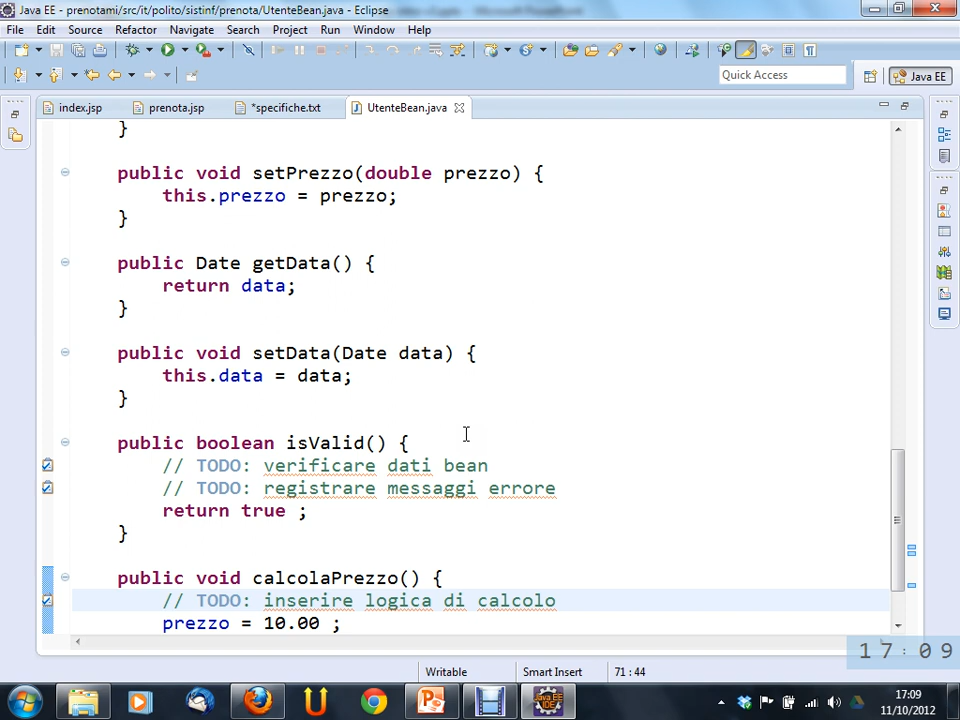 Java EE - prenotami/src/it/polito/sistinf/prenota/UtenteBean.java - Eclipse
File Edit Source Refactor Navigate Search Project Run Window Help
Quick Access
Java EE
index.jsp prenota.jsp *specifiche.txt UtenteBean.java
}
public void setPrezzo(double prezzo) {
this.prezzo = prezzo;
}
public Date getData() {
return data;
}
public void setData(Date data) {
this.data = data;
}
public boolean isValid() {
// TODO: verificare dati bean
// TODO: registrare messaggi errore
return true ;
}
public void calcolaPrezzo() {
// TODO: inserire logica di calcolo
prezzo = 10.00 ;
17:09
Writable Smart Insert 71 : 44
17:09
11/10/2012